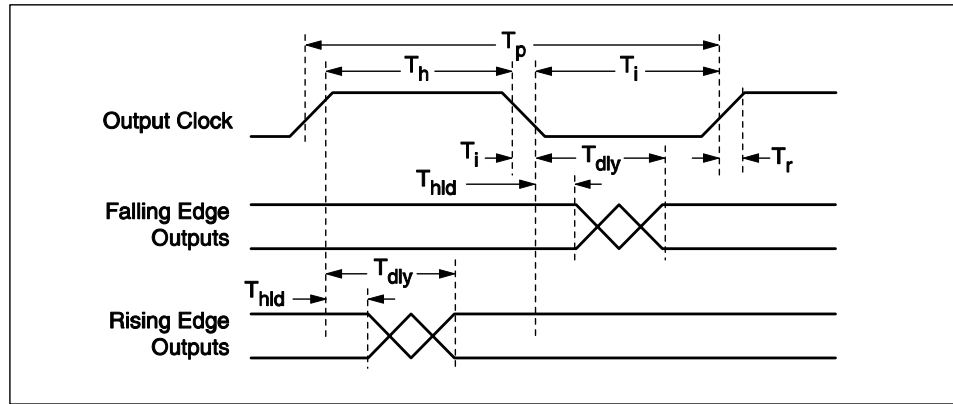 Tp
Th
Ti
Output Clock
Ti
Tdly
Tr
Thld
Falling Edge
Outputs
Tdly
Thld
Rising Edge
Outputs